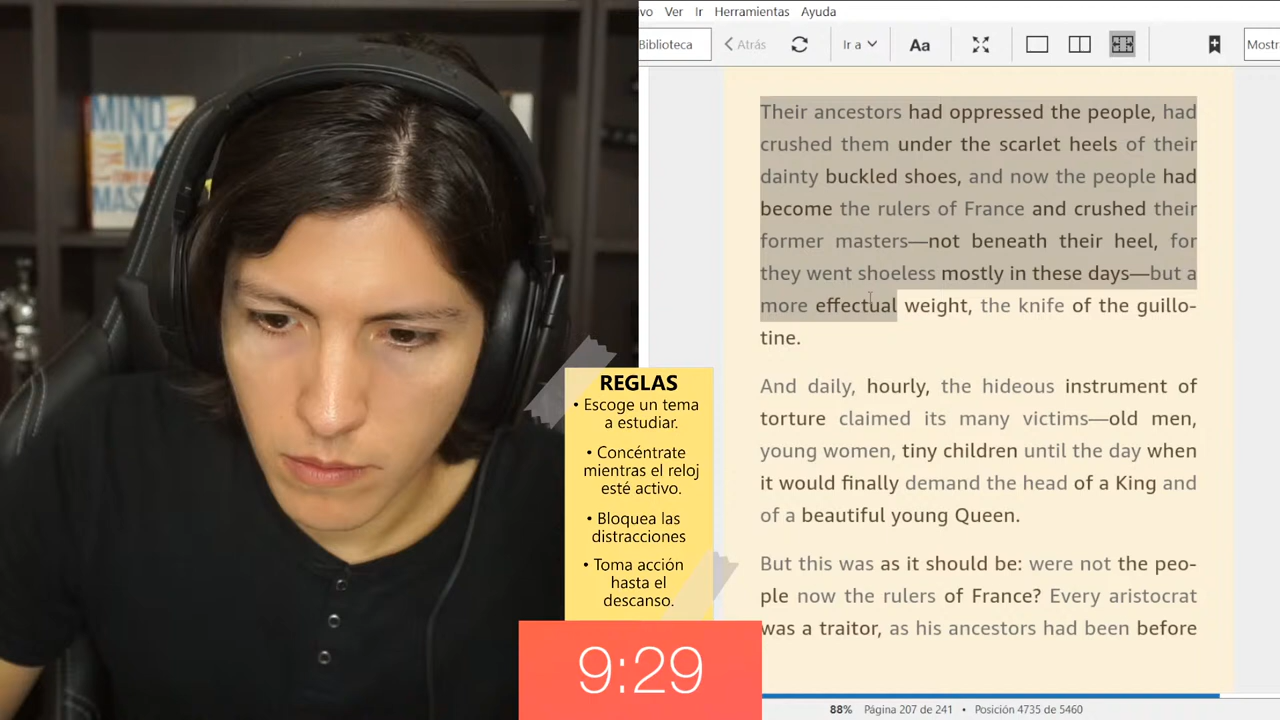 MIND
MA
vo Ver Ir Herramientas Ayuda
Biblioteca Atrás Ir a Aa Mostr
Their ancestors had oppressed the people, had
crushed them under the scarlet heels of their
dainty buckled shoes, and now the people had
become the rulers of France and crushed their
former masters—not beneath their heel, for
they went shoeless mostly in these days—but a
more effectual weight, the knife of the guillo-
tine.
And daily, hourly, the hideous instrument of
torture claimed its many victims—old men,
young women, tiny children until the day when
it would finally demand the head of a King and
of a beautiful young Queen.
But this was as it should be: were not the peo-
ple now the rulers of France? Every aristocrat
was a traitor, as his ancestors had been before
88% Página 207 de 241 • Posición 4735 de 5460
REGLAS
• Escoge un tema
a estudiar.
• Concéntrate
mientras el reloj
esté activo.
• Bloquea las
distracciones
• Toma acción
hasta el
descanso.
9:29